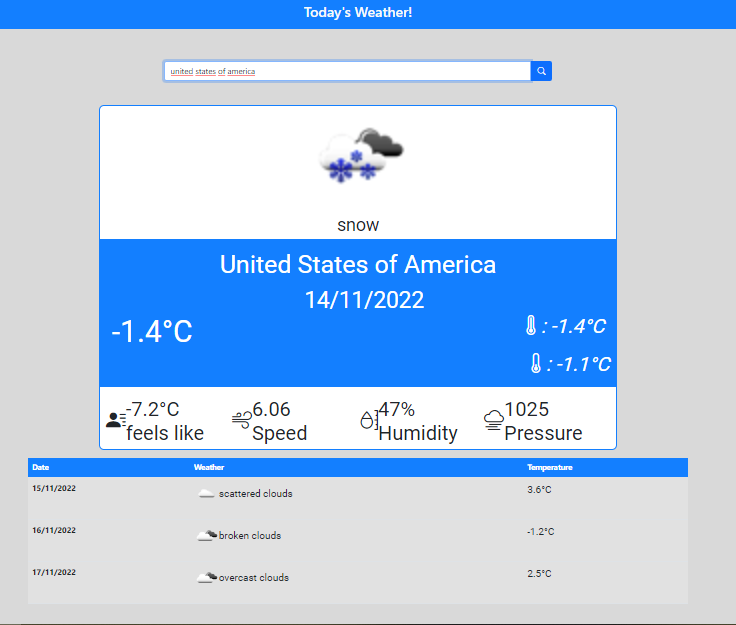 Today's Weather!
united states of america
snow
United States of America
14/11/2022
-1.4°C
: -1.4°C
: -1.1°C
-7.2°C
feels like
6.06
Speed
47%
Humidity
1025
Pressure
Date Weather Temperature
15/11/2022 scattered clouds 3.6°C
16/11/2022 broken clouds -1.2°C
17/11/2022 overcast clouds 2.5°C